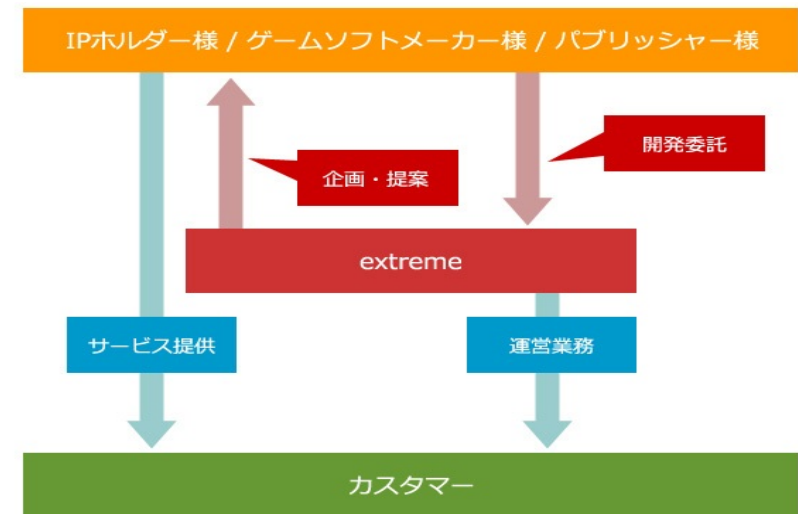 IPホルダー様 / ゲームソフトメーカー様 / パブリッシャー様
開発委託
企画・提案
extreme
サービス提供
運営業務
カスタマー